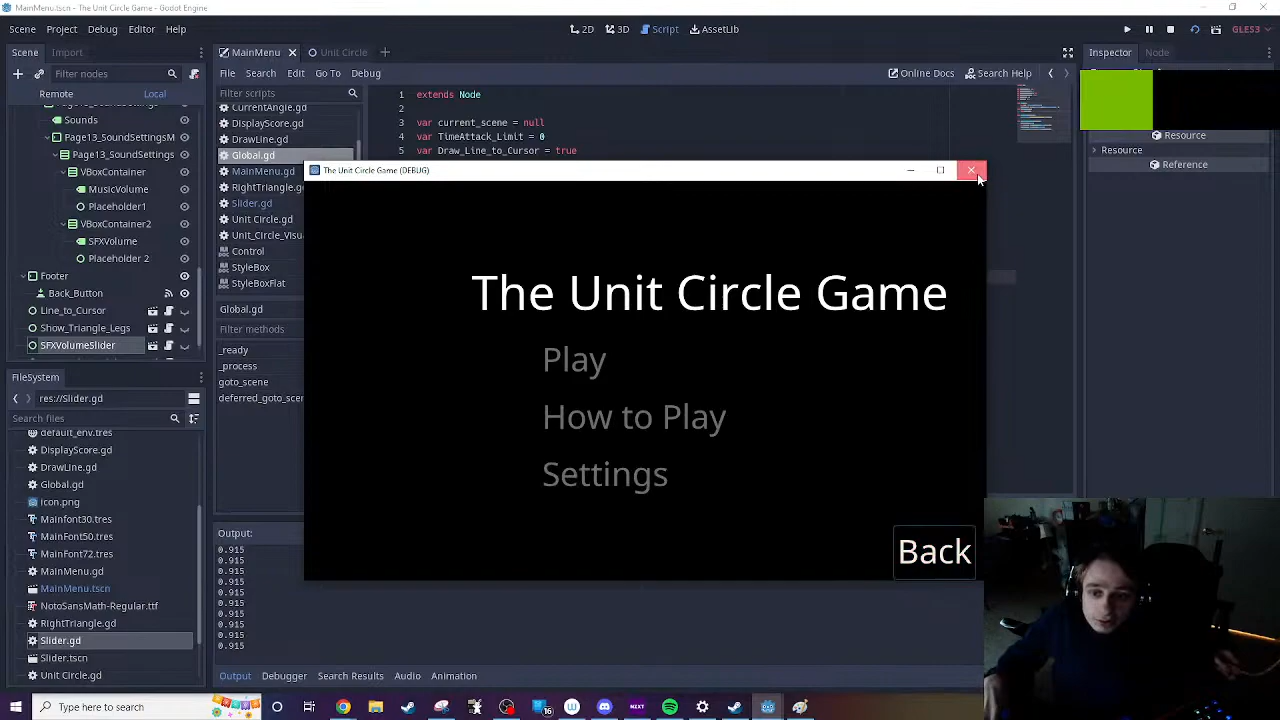 MainMenu.tscn - The Unit Circle Game - Godot Engine
Scene Project Debug Editor Help
2D 3D Script AssetLib
GLES3
Scene Import
MainMenu Unit Circle
Inspector Node
Filter nodes
File Search Edit Go To Debug
Online Docs Search Help
Remote Local
Filter scripts
1 extends Node
2
3 var current_scene = null
4 var TimeAttack_Limit = 0
5 var Draw_Line_to_Cursor = true
Sounds
Page13_SoundSettingsM
Page13_SoundSettings
VBoxContainer
MusicVolume
Placeholder1
VBoxContainer2
SFXVolume
Placeholder 2
Footer
Back_Button
Line_to_Cursor
Show_Triangle_Legs
SFXVolumeSlider
CurrentAngle.gd
DisplayScore.gd
DrawLine.gd
Global.gd
MainMenu.gd
RightTriangle.gd
Slider.gd
Unit Circle.gd
Unit_Circle_Visu
Control
StyleBox
StyleBoxFlat
Global.gd
Filter methods
_ready
_process
goto_scene
deferred_goto_scen
Resource
Resource
Reference
The Unit Circle Game (DEBUG)
The Unit Circle Game
Play
How to Play
Settings
Back
FileSystem
res://Slider.gd
Search files
default_env.tres
DisplayScore.gd
DrawLine.gd
Global.gd
icon.png
Mainfont30.tres
MainFont50.tres
MainFont72.tres
MainMenu.gd
MainMenu.tscn
NotoSansMath-Regular.ttf
RightTriangle.gd
Slider.gd
Slider.tscn
Unit Circle.gd
Output:
0.915
0.915
0.915
0.915
0.915
0.915
0.915
0.915
0.915
0.915
Output Debugger Search Results Audio Animation
Type here to search
16
NEXT